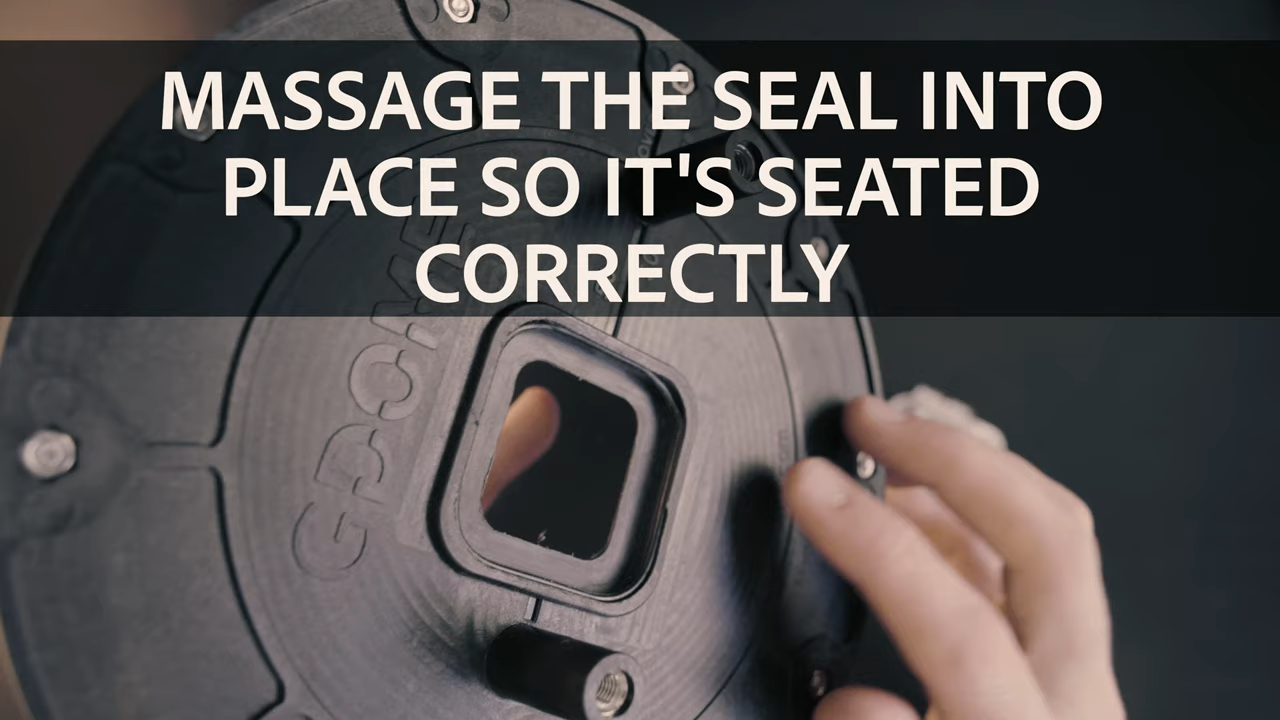 MASSAGE THE SEAL INTO
PLACE SO IT'S SEATED
CORRECTLY
GDOME